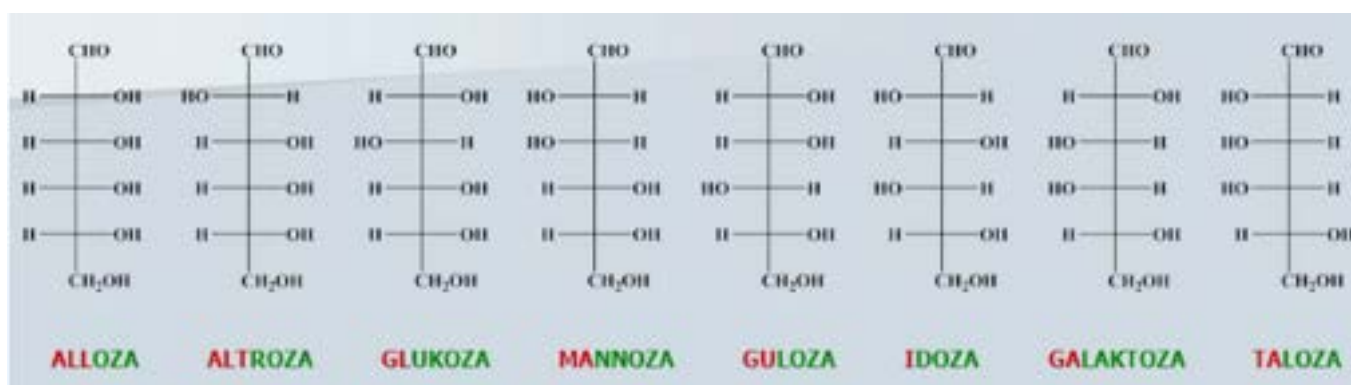 CHO CHO CHO CHO CHO CHO CHO CHO
H OH HO H H OH HO H H OH HO H H OH HO H
H OH H OH HO H HO H H OH H OH HO H HO H
H OH H OH H OH H OH HO H HO H HO H HO H
H OH H OH H OH H OH H OH H OH H OH H OH
CH₂OH CH₂OH CH₂OH CH₂OH CH₂OH CH₂OH CH₂OH CH₂OH
ALLOZA ALTROZA GLUKOZA MANNOZA GULOZA IDOZA GALAKTOZA TALOZA